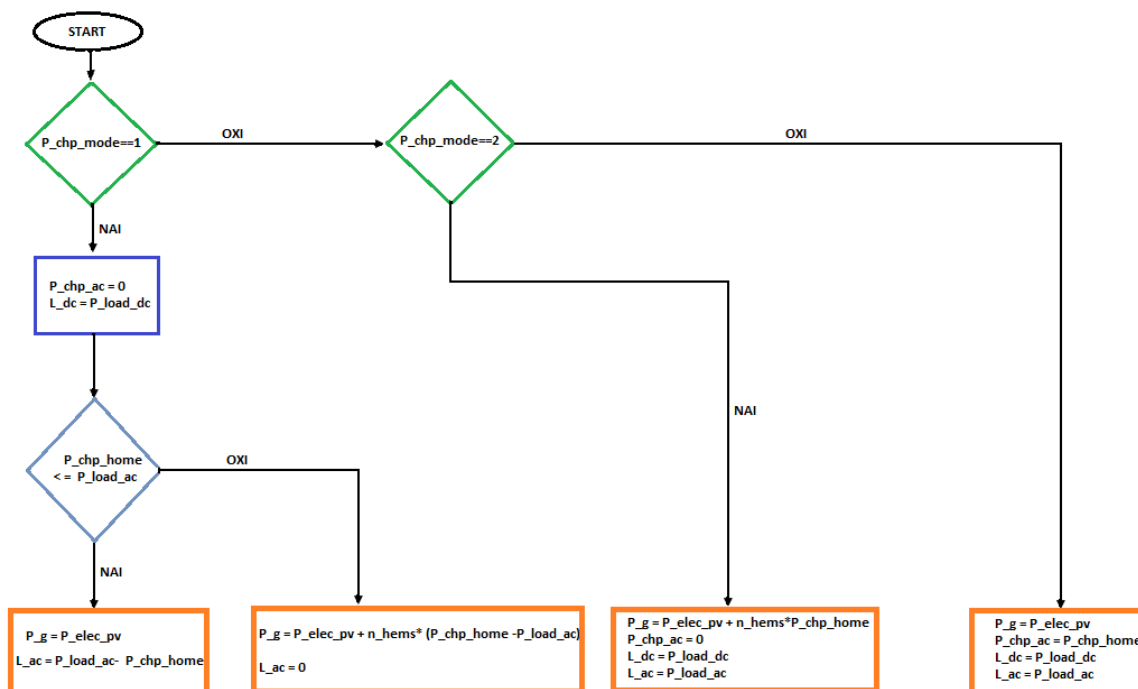 START
P_chp_mode==1
OXI
P_chp_mode==2
OXI
NAI
P_chp_ac = 0
L_dc = P_load_dc
NAI
P_chp_home
<= P_load_ac
OXI
NAI
P_g = P_elec_pv
L_ac = P_load_ac- P_chp_home
P_g = P_elec_pv + n_hems* (P_chp_home -P_load_ac)
L_ac = 0
P_g = P_elec_pv + n_hems*P_chp_home
P_chp_ac = 0
L_dc = P_load_dc
L_ac = P_load_ac
P_g = P_elec_pv
P_chp_ac = P_chp_home
L_dc = P_load_dc
L_ac = P_load_ac